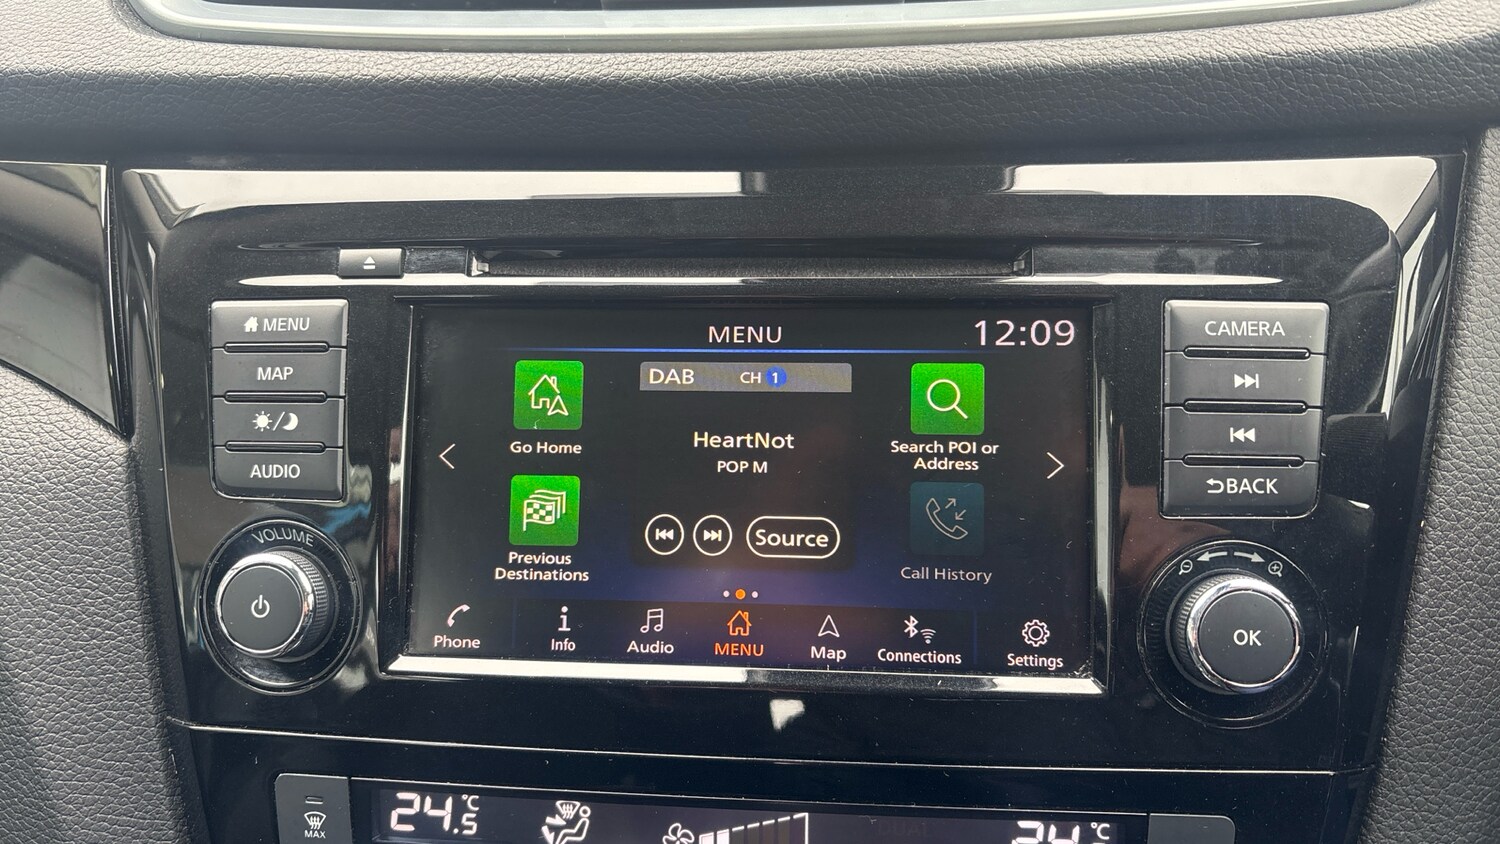 MENU
MAP
AUDIO
VOLUME
MENU
12:09
DAB CH 1
HeartNot
POP M
Source
Go Home
Previous
Destinations
Search POI or
Address
Call History
Phone
Info
Audio
MENU
Map
Connections
Settings
CAMERA
BACK
OK
MAX
24.5°C
DUAL